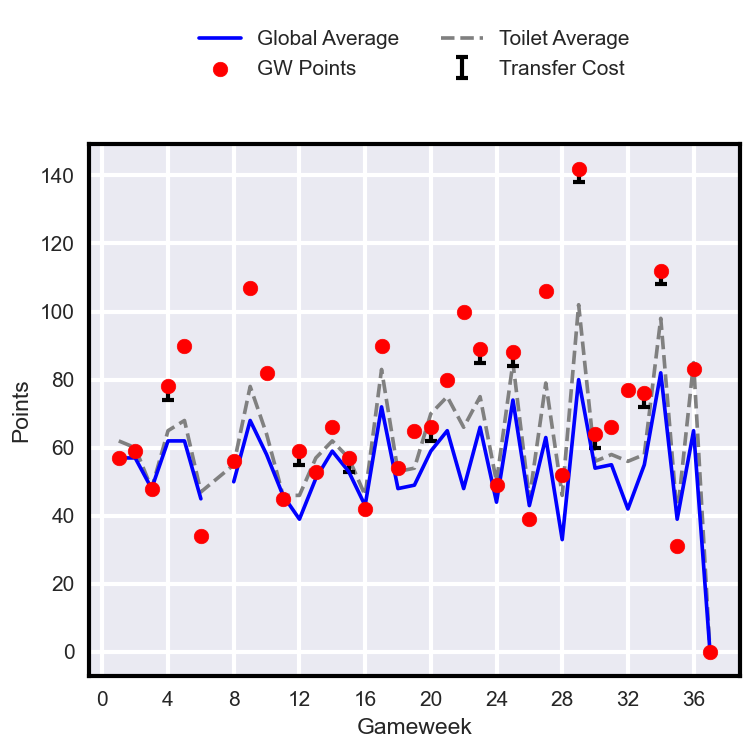 Global Average
GW Points
Toilet Average
Transfer Cost
Points
140
120
100
80
60
40
20
0
0 4 8 12 16 20 24 28 32 36
Gameweek